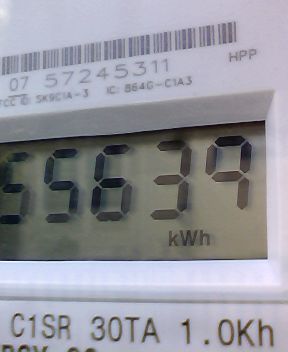 07 57245311
HPP
FCC ID: SK9C1A-3 IC: 864G-C1A3
55639
kWh
C1SR 30TA 1.0Kh